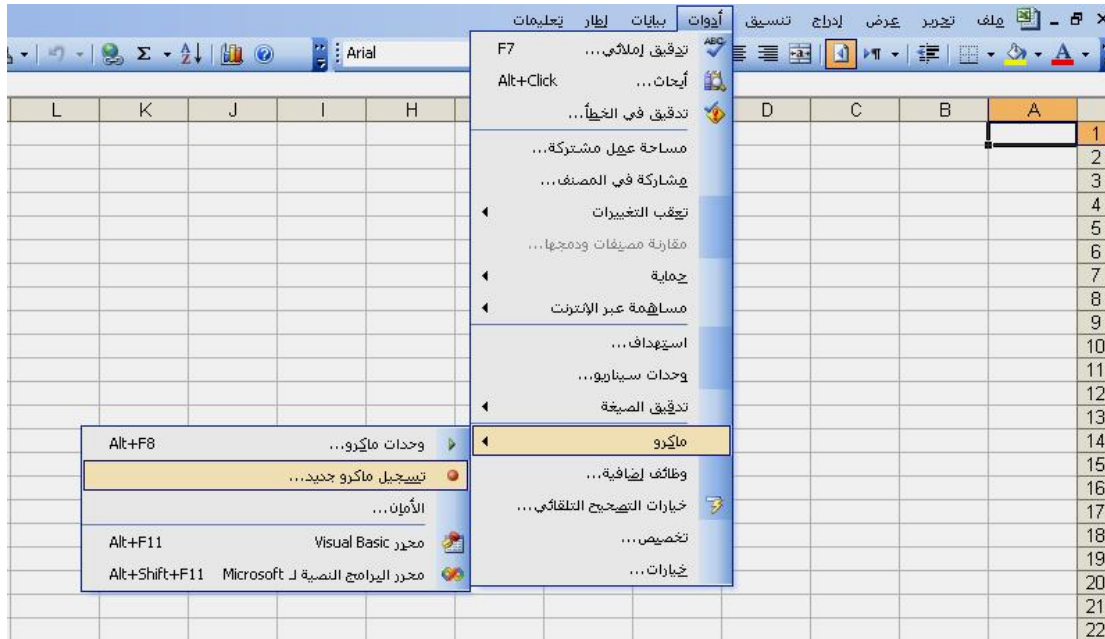 ملف تحرير عرض إدراج تنسيق أدوات بيانات إطار تعليمات
Arial
تدقيق إملائي... F7
أبحاث... Alt+Click
تدقيق في الخطأ...
مساحة عمل مشتركة...
مشاركة في المصنف...
تعقب التغييرات
مقارنة مصنفات ودمجها...
حماية
مساهمة عبر الإنترنت
استهداف...
وحدات سيناريو...
تدقيق الصيغة
ماكرو
وظائف إضافية...
خيارات التصحيح التلقائي...
تخصيص...
خيارات...
وحدات ماكرو... Alt+F8
تسجيل ماكرو جديد...
الأمان...
محرر Visual Basic Alt+F11
محرر البرامج النصية لـ Microsoft Alt+Shift+F11
A B C D H I J K L
1
2
3
4
5
6
7
8
9
10
11
12
13
14
15
16
17
18
19
20
21
22